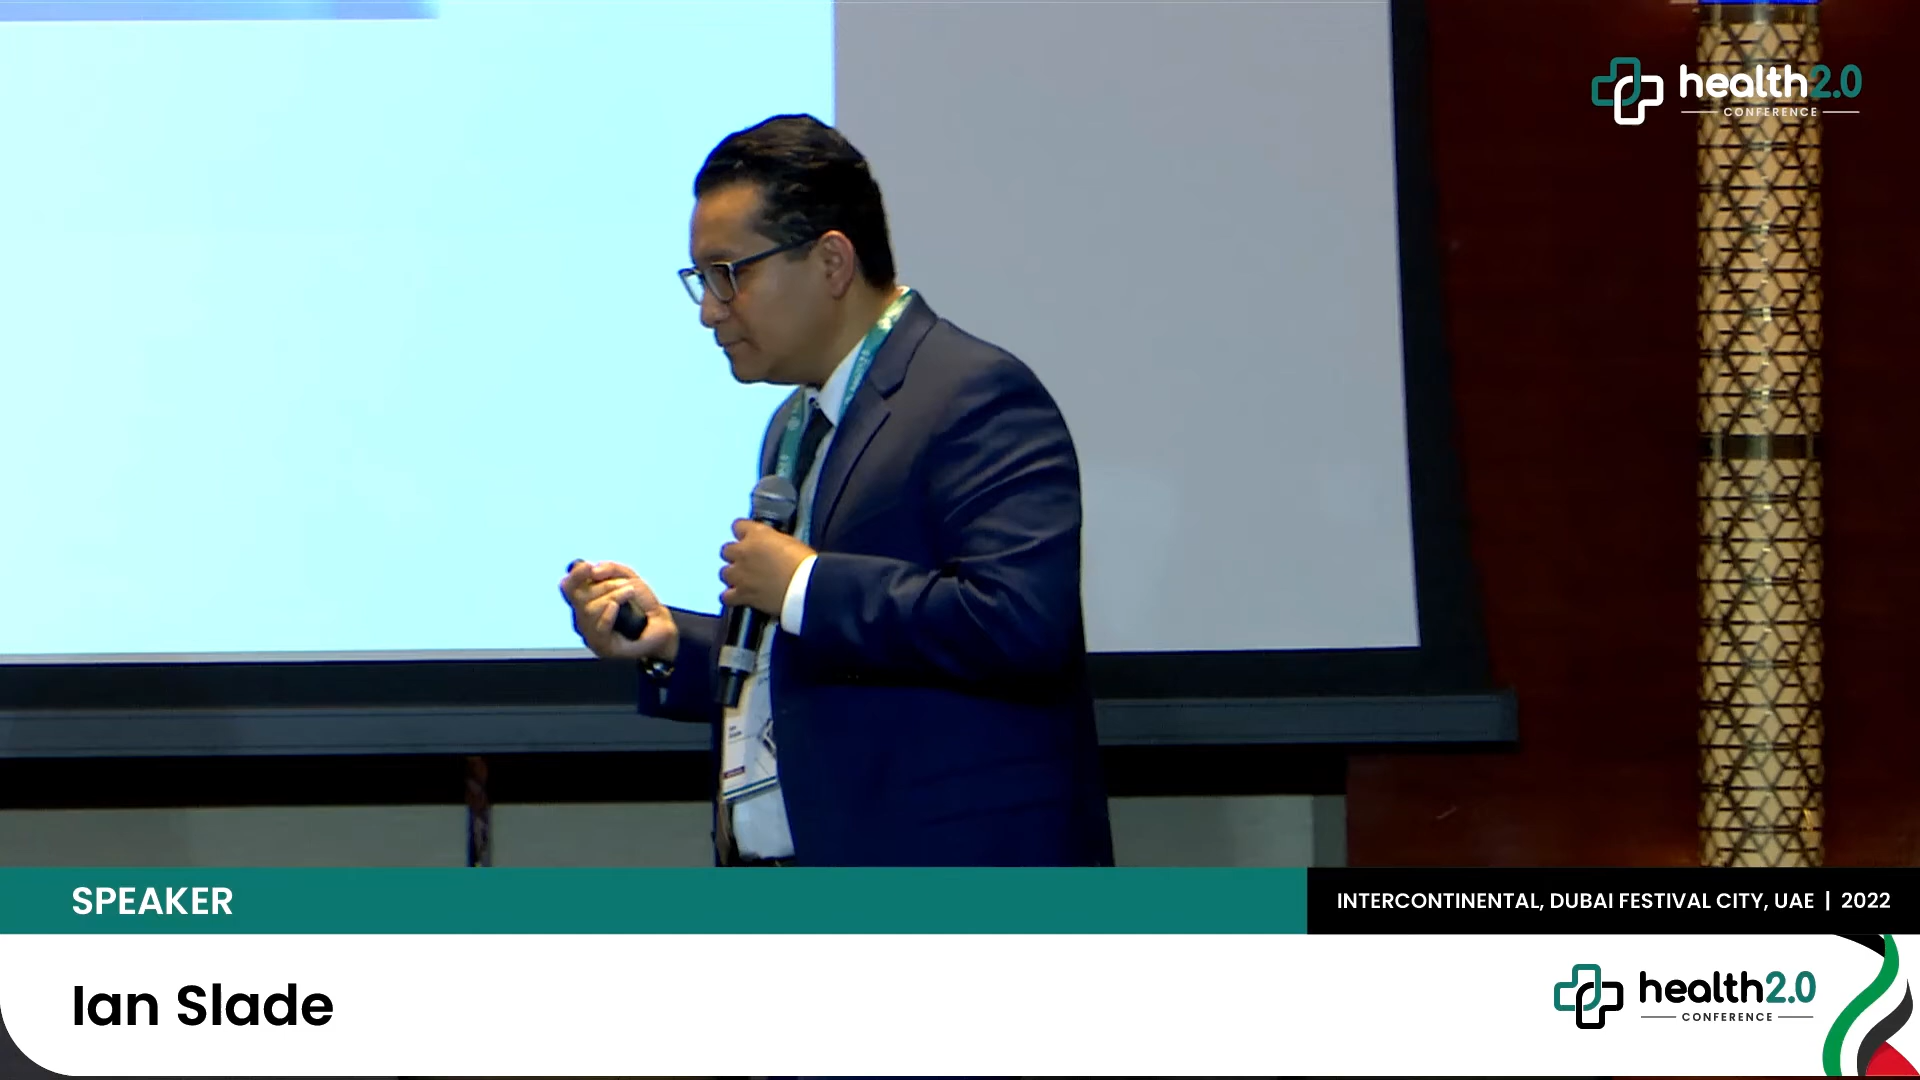 health2.0
CONFERENCE
SPEAKER
INTERCONTINENTAL, DUBAI FESTIVAL CITY, UAE | 2022
Ian Slade
health2.0
CONFERENCE